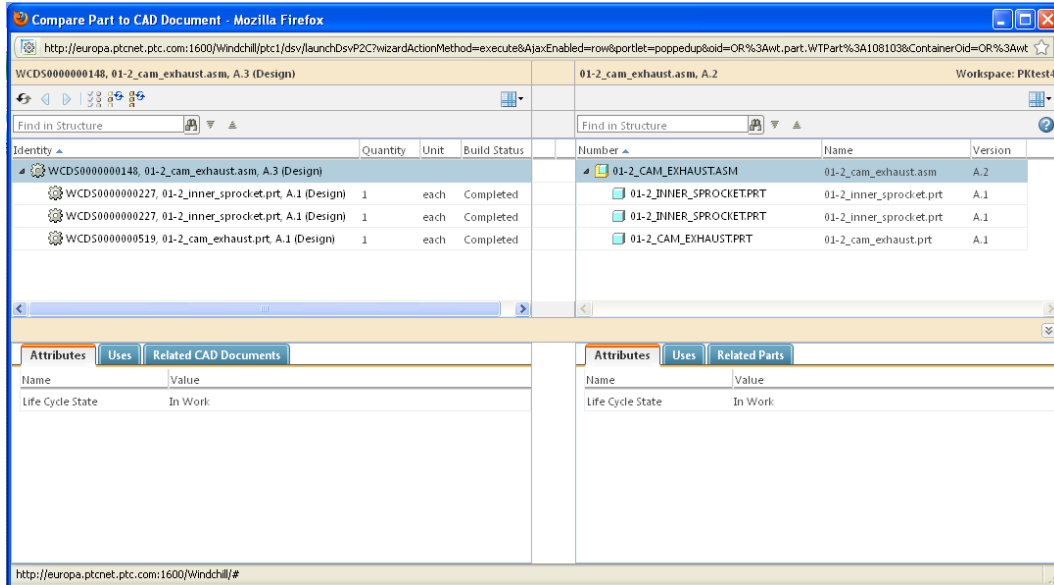 Compare Part to CAD Document - Mozilla Firefox
http://europa.ptcnet.ptc.com:1600/Windchill/ptc1/dsv/launchDsvP2C?wizardActionMethod=execute&AjaxEnabled=row&portlet=poppedup&oid=OR%3Awt.part.WTPart%3A108103&ContainerOid=OR%3Awt
WCDS0000000148, 01-2_cam_exhaust.asm, A.3 (Design)
01-2_cam_exhaust.asm, A.2 Workspace: PKtest4
Find in Structure
Find in Structure
Identity Quantity Unit Build Status
Number Name Version
WCDS0000000148, 01-2_cam_exhaust.asm, A.3 (Design)
01-2_CAM_EXHAUST.ASM 01-2_cam_exhaust.asm A.2
WCDS0000000227, 01-2_inner_sprocket.prt, A.1 (Design) 1 each Completed
01-2_INNER_SPROCKET.PRT 01-2_inner_sprocket.prt A.1
WCDS0000000227, 01-2_inner_sprocket.prt, A.1 (Design) 1 each Completed
01-2_INNER_SPROCKET.PRT 01-2_inner_sprocket.prt A.1
WCDS0000000519, 01-2_cam_exhaust.prt, A.1 (Design) 1 each Completed
01-2_CAM_EXHAUST.PRT 01-2_cam_exhaust.prt A.1
Attributes Uses Related CAD Documents
Attributes Uses Related Parts
Name Value
Name Value
Life Cycle State In Work
Life Cycle State In Work
http://europa.ptcnet.ptc.com:1600/Windchill/#